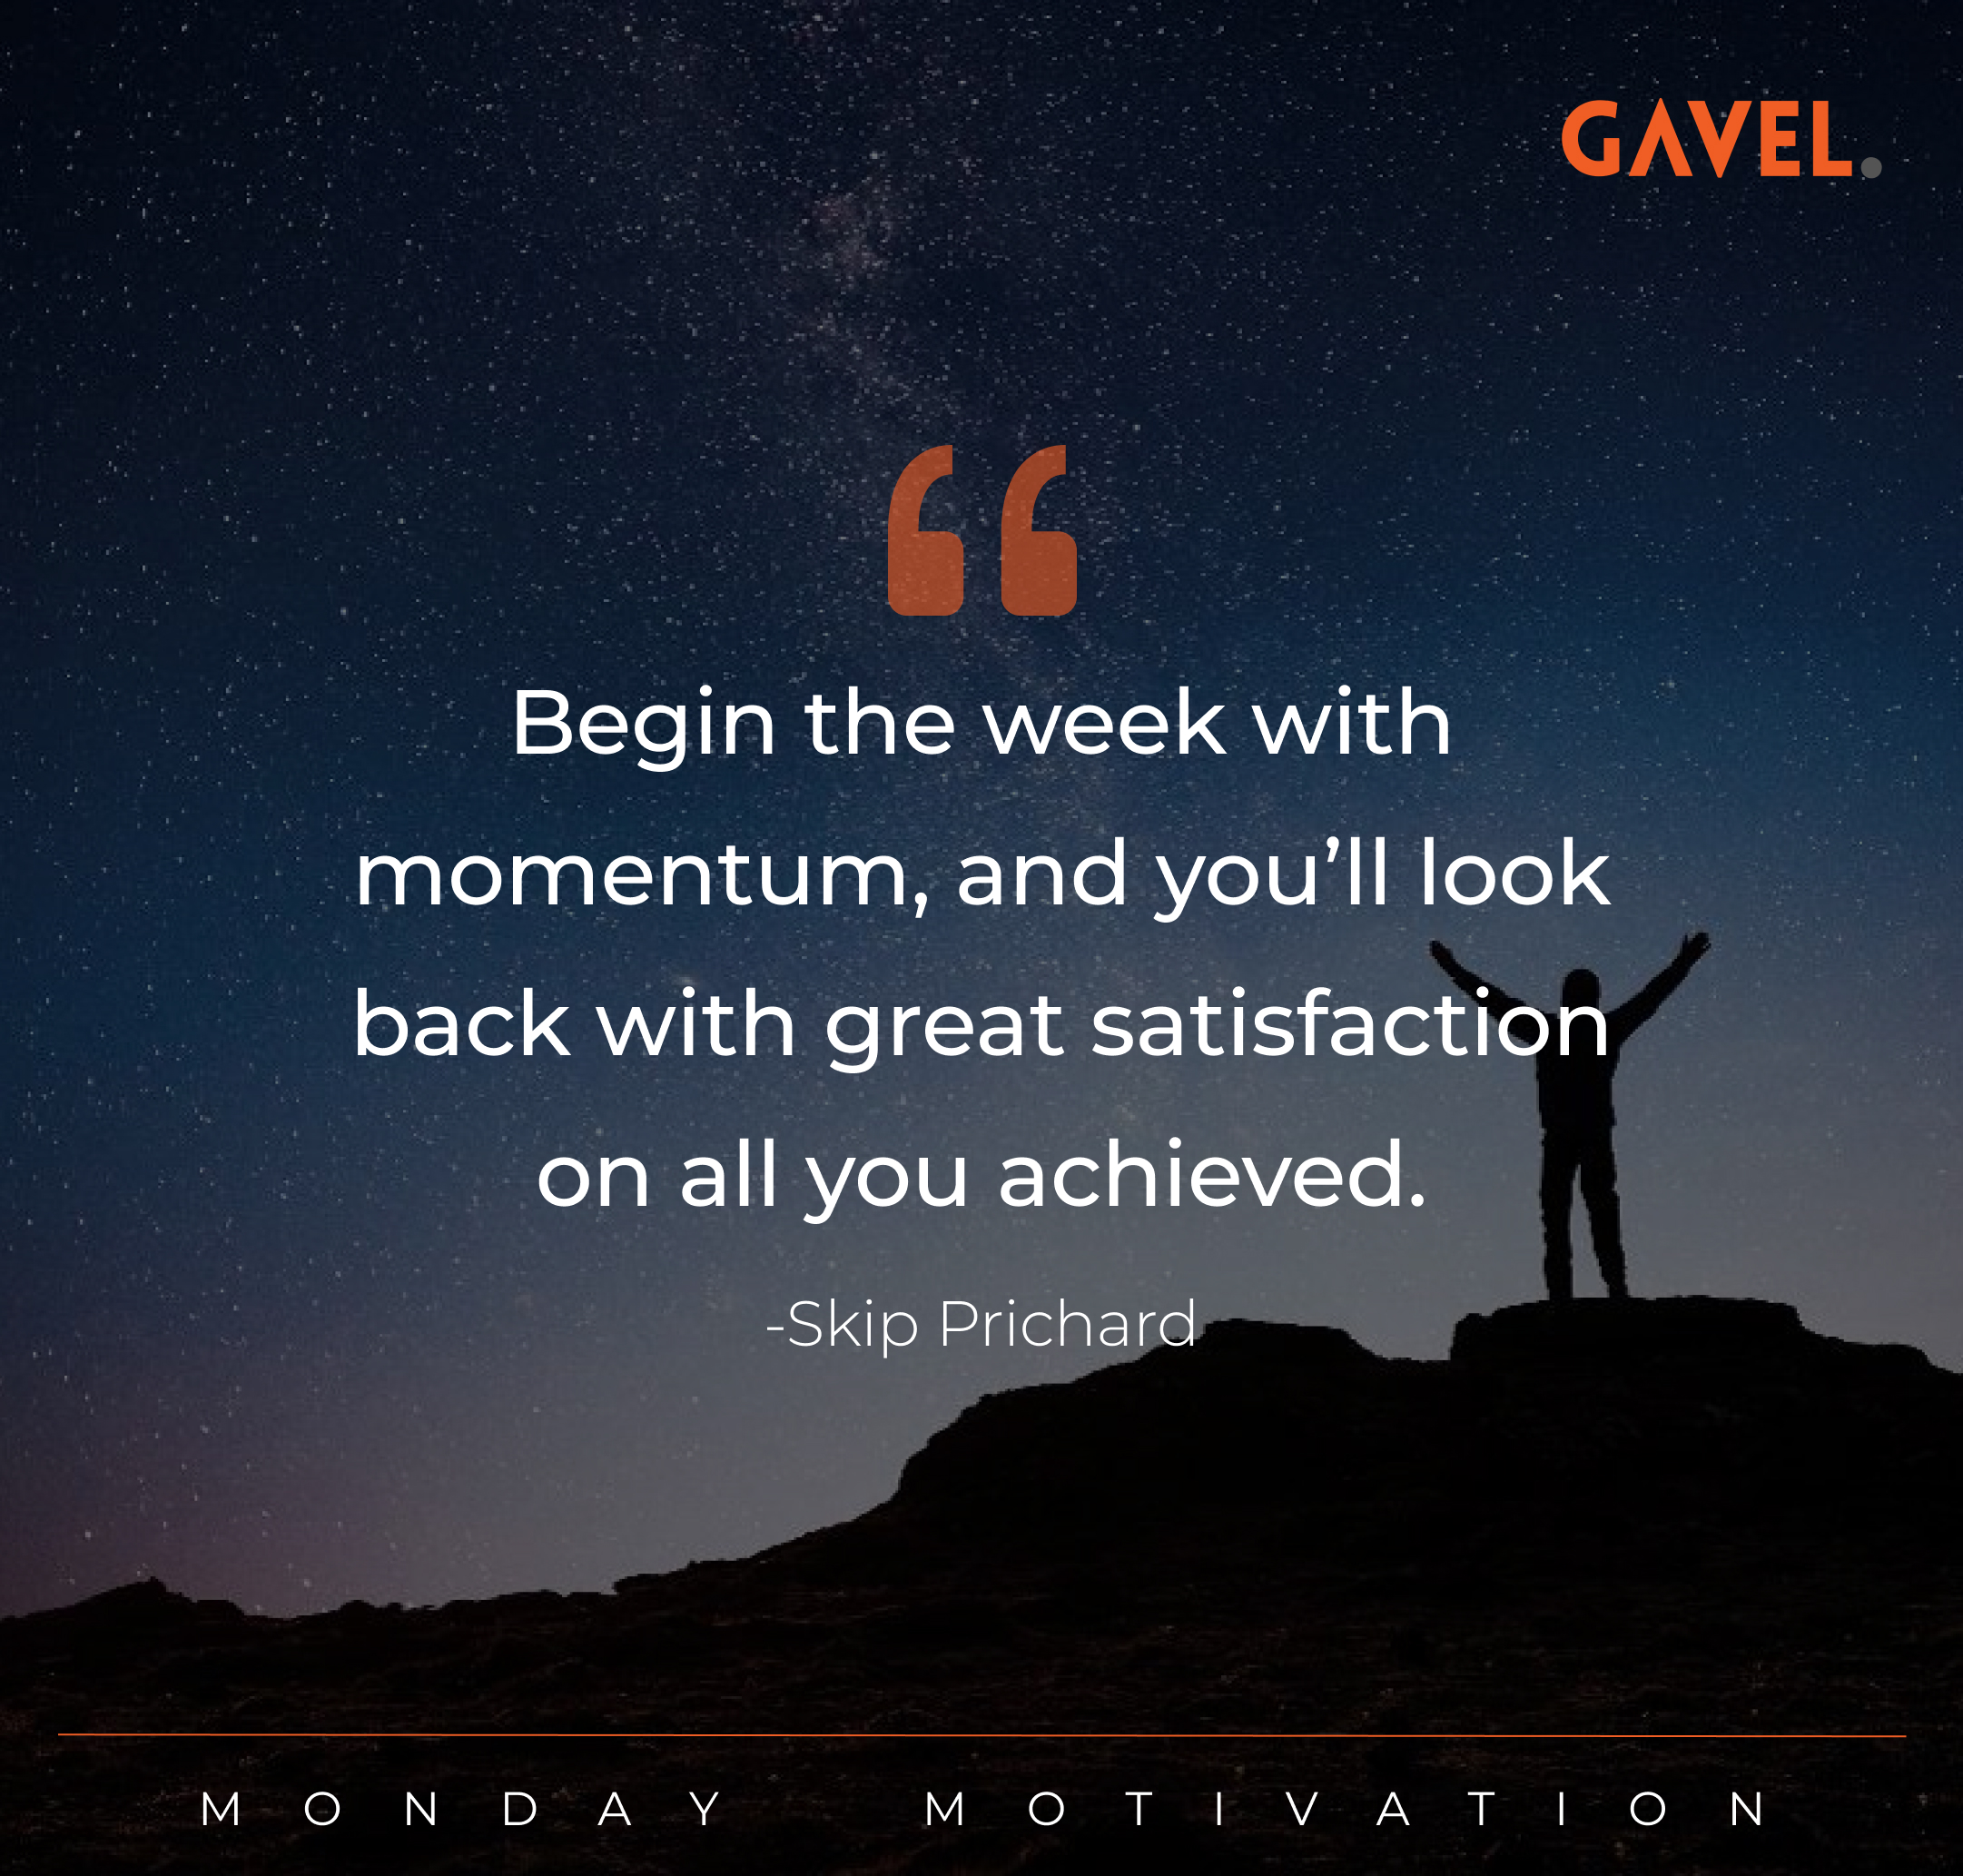 GAVEL.
“
Begin the week with
momentum, and you’ll look
back with great satisfaction
on all you achieved.
-Skip Prichard
MONDAY MOTIVATION